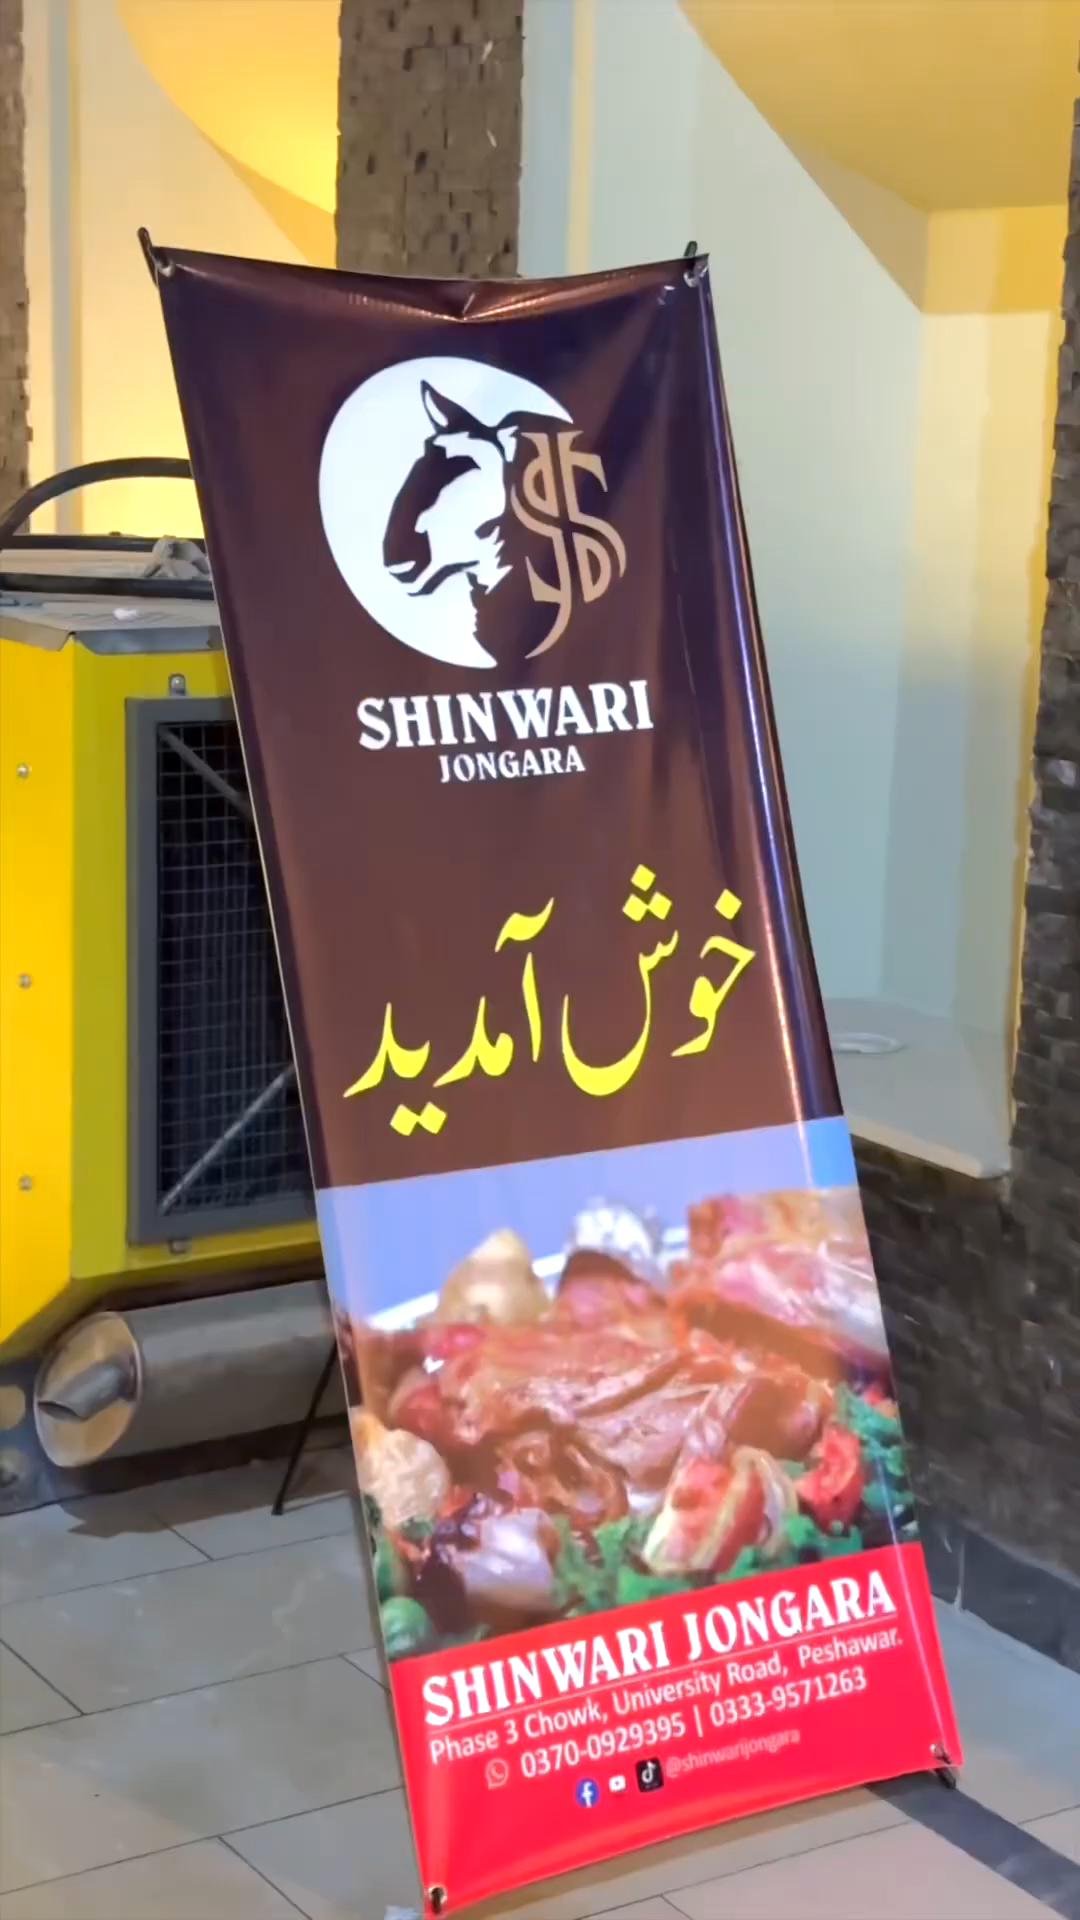 SHINWARI
JONGARA
خوش آمدید
SHINWARI JONGARA
Phase 3 Chowk, University Road, Peshawar.
0370-0929395 | 0333-9571263
@shinwarijongara